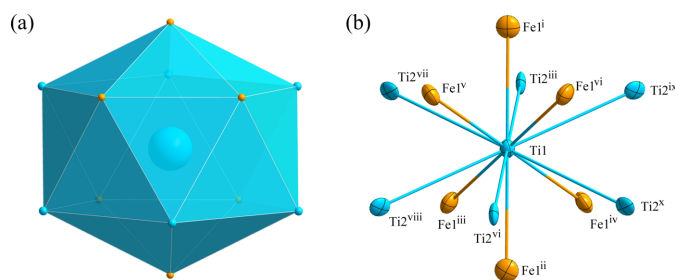 (a)
(b)
Fe1ⁱ
Ti2ᵛⁱⁱ
Fe1ᵛ
Ti2ⁱⁱⁱ
Fe1ᵛⁱ
Ti2ⁱˣ
Ti1
Ti2ᵛⁱⁱⁱ
Fe1ⁱⁱⁱ
Ti2ᵛⁱ
Fe1ⁱᵛ
Ti2ˣ
Fe1ⁱⁱ